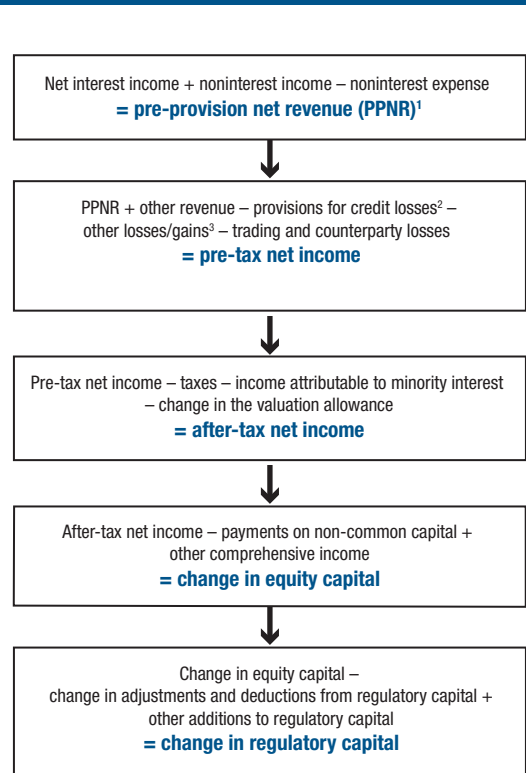 Net interest income + noninterest income – noninterest expense
= pre-provision net revenue (PPNR)¹
PPNR + other revenue – provisions for credit losses² –
other losses/gains³ – trading and counterparty losses
= pre-tax net income
Pre-tax net income – taxes – income attributable to minority interest
– change in the valuation allowance
= after-tax net income
After-tax net income – payments on non-common capital +
other comprehensive income
= change in equity capital
Change in equity capital –
change in adjustments and deductions from regulatory capital +
other additions to regulatory capital
= change in regulatory capital